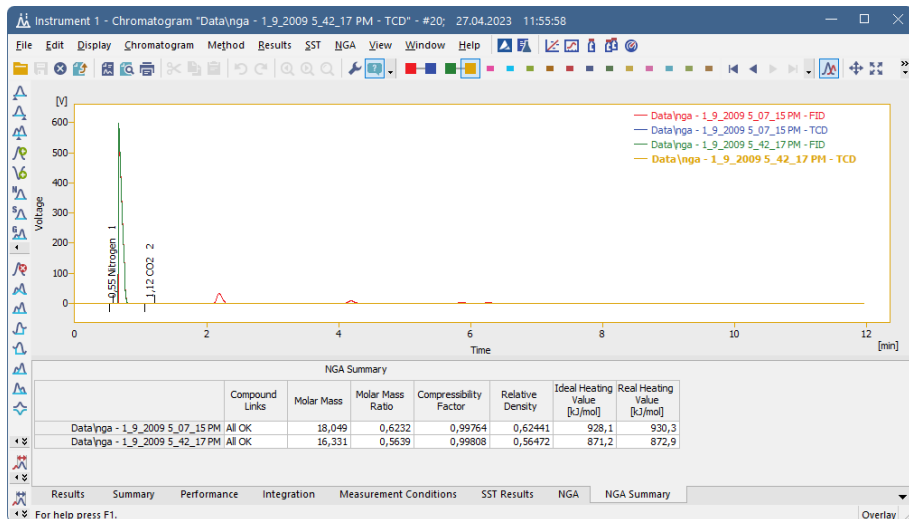 Instrument 1 - Chromatogram "Data\nga - 1_9_2009 5_42_17 PM - TCD" - #20; 27.04.2023 11:55:58
File Edit Display Chromatogram Method Results SST NGA View Window Help
[V]
600
500
400
300
200
100
0
Voltage
0,55 Nitrogen 1
1,12 CO2 2
Data\nga - 1_9_2009 5_07_15 PM - FID
Data\nga - 1_9_2009 5_07_15 PM - TCD
Data\nga - 1_9_2009 5_42_17 PM - FID
Data\nga - 1_9_2009 5_42_17 PM - TCD
0 2 4 6 8 10 12
Time [min]
NGA Summary
Compound Links Molar Mass Molar Mass Ratio Compressibility Factor Relative Density Ideal Heating Value [kJ/mol] Real Heating Value [kJ/mol]
Data\nga - 1_9_2009 5_07_15 PM All OK 18,049 0,6232 0,99764 0,62441 928,1 930,3
Data\nga - 1_9_2009 5_42_17 PM All OK 16,331 0,5639 0,99808 0,56472 871,2 872,9
Results Summary Performance Integration Measurement Conditions SST Results NGA NGA Summary
For help press F1. Overlay